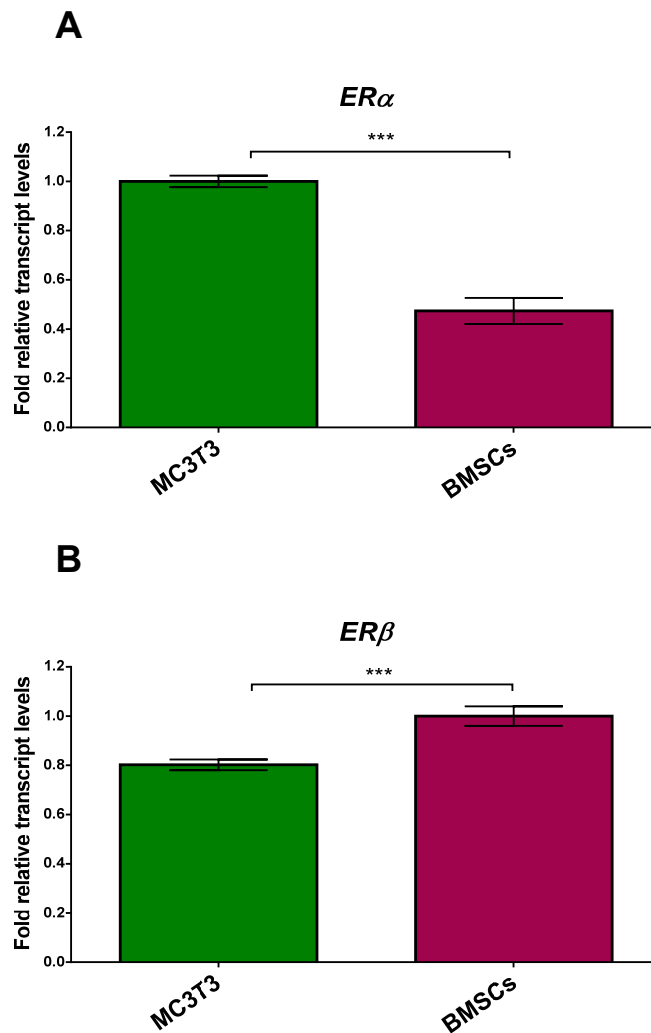 A
ERα
***
Fold relative transcript levels
1.2
1.0
0.8
0.6
0.4
0.2
0.0
MC3T3
BMSCs
B
ERβ
***
Fold relative transcript levels
1.2
1.0
0.8
0.6
0.4
0.2
0.0
MC3T3
BMSCs